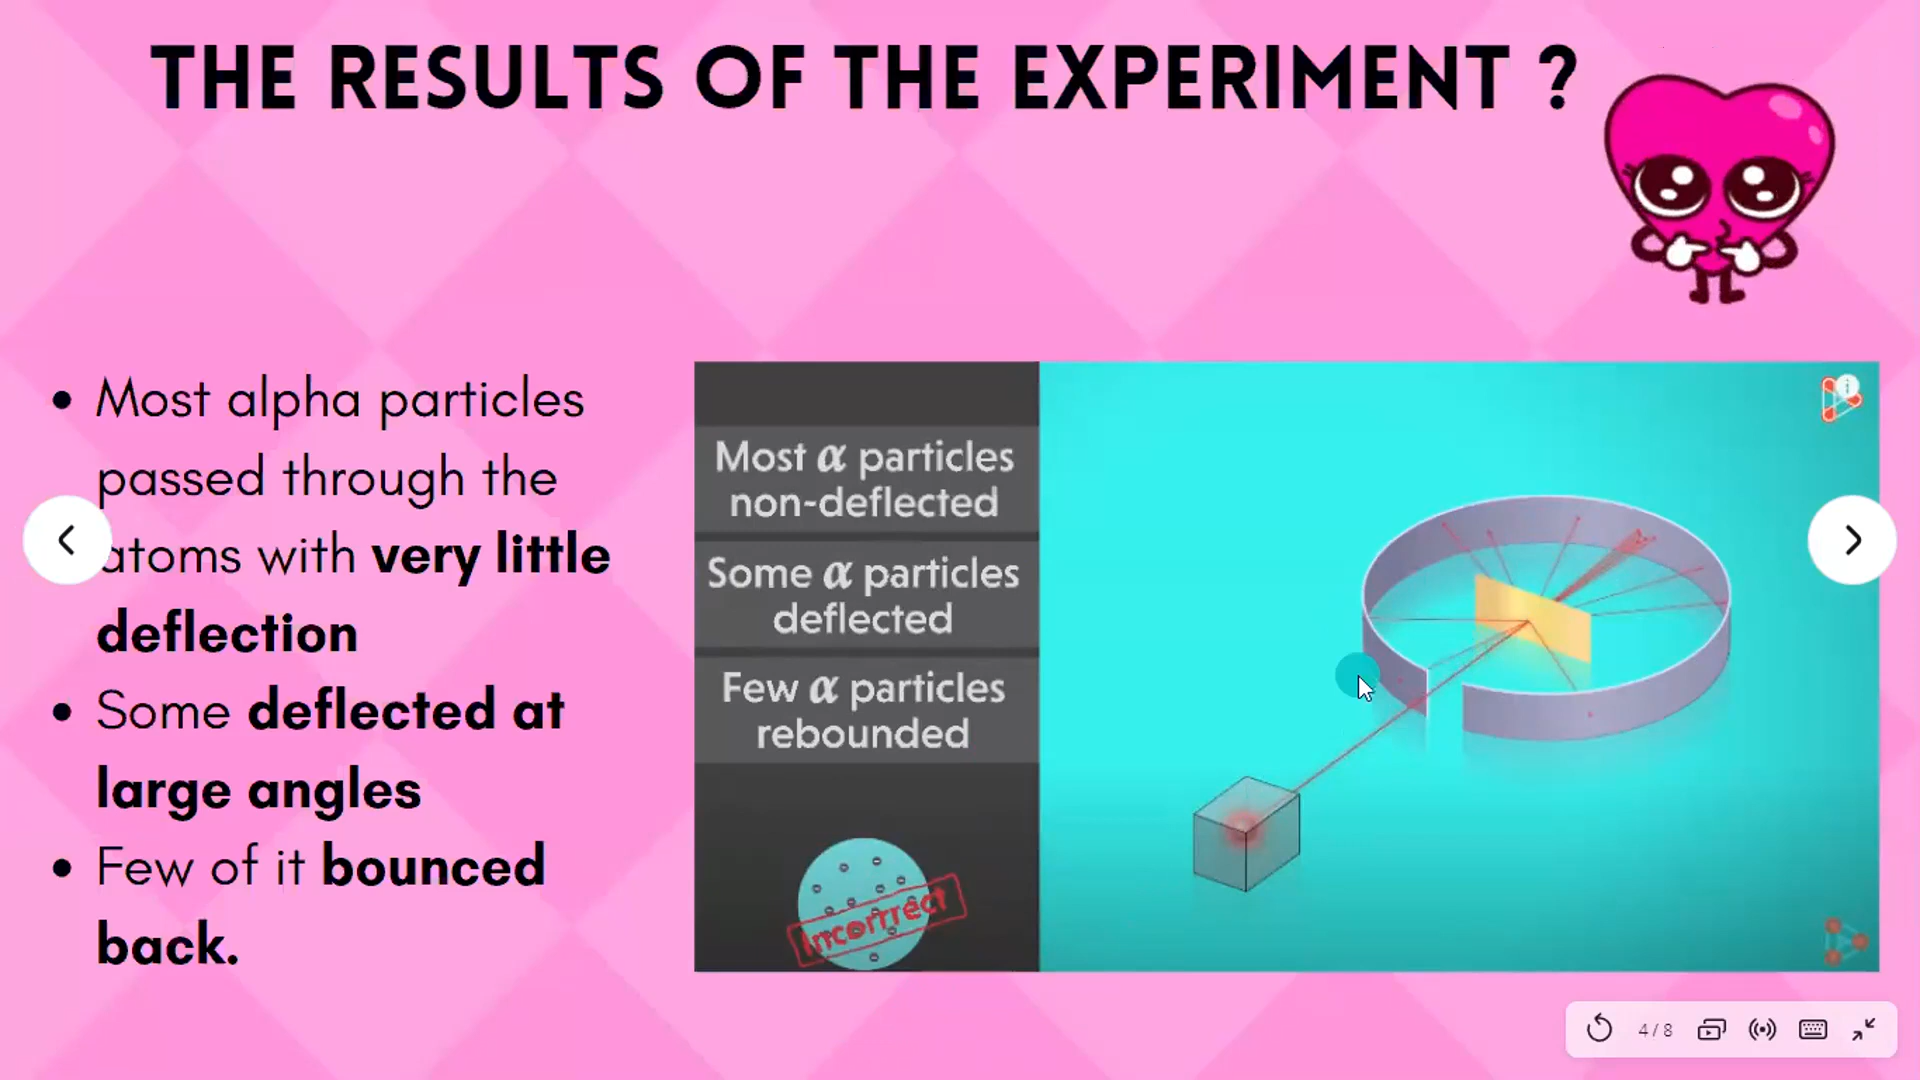 THE RESULTS OF THE EXPERIMENT ?
• Most alpha particles
passed through the
atoms with very little
deflection
• Some deflected at
large angles
• Few of it bounced
back.
Most α particles
non-deflected
Some α particles
deflected
Few α particles
rebounded
Incorrect
4 / 8